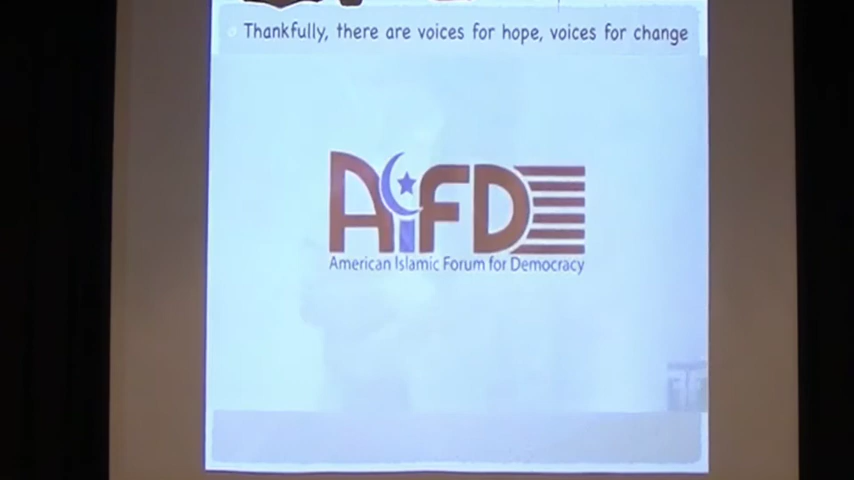 Thankfully, there are voices for hope, voices for change
AiFD
American Islamic Forum for Democracy